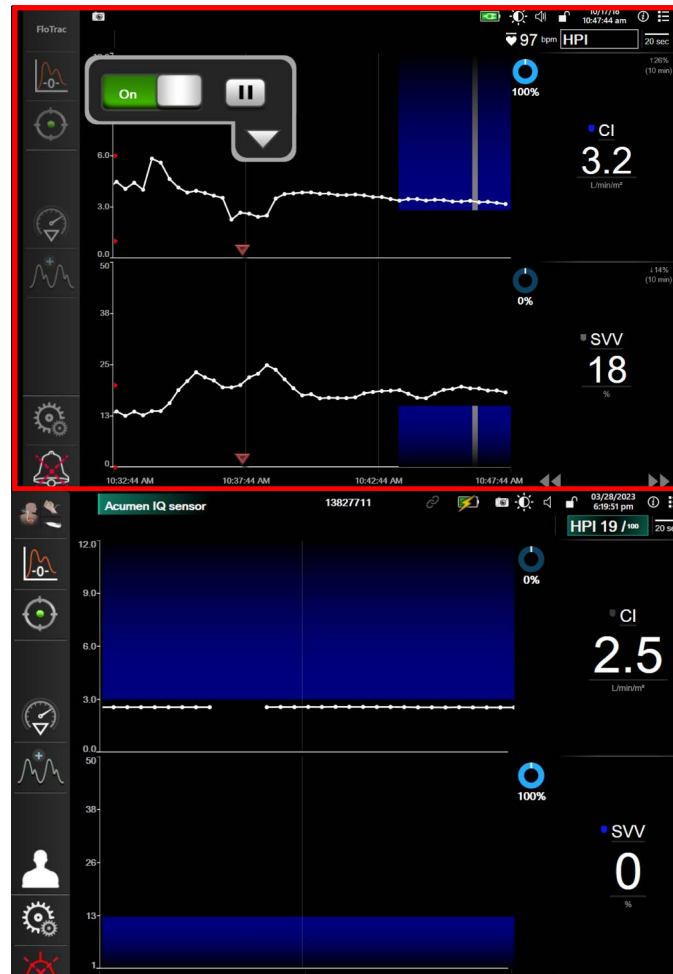 FloTrac
10/17/18
10:47:44 am
97 bpm HPI 20 sec
-0-
On
6.0
3.0
0.0
100%
↑26%
(10 min)
CI
3.2
L/min/m²
50
38
25
13
0
0%
↓14%
(10 min)
SVV
18
%
10:32:44 AM 10:37:44 AM 10:42:44 AM 10:47:44 AM
Acumen IQ sensor 13827711 03/28/2023
6:19:51 pm
HPI 19 /100
-0-
12.0
9.0
6.0
3.0
0.0
0%
CI
2.5
L/min/m²
50
38
26
13
1
100%
SVV
0
%